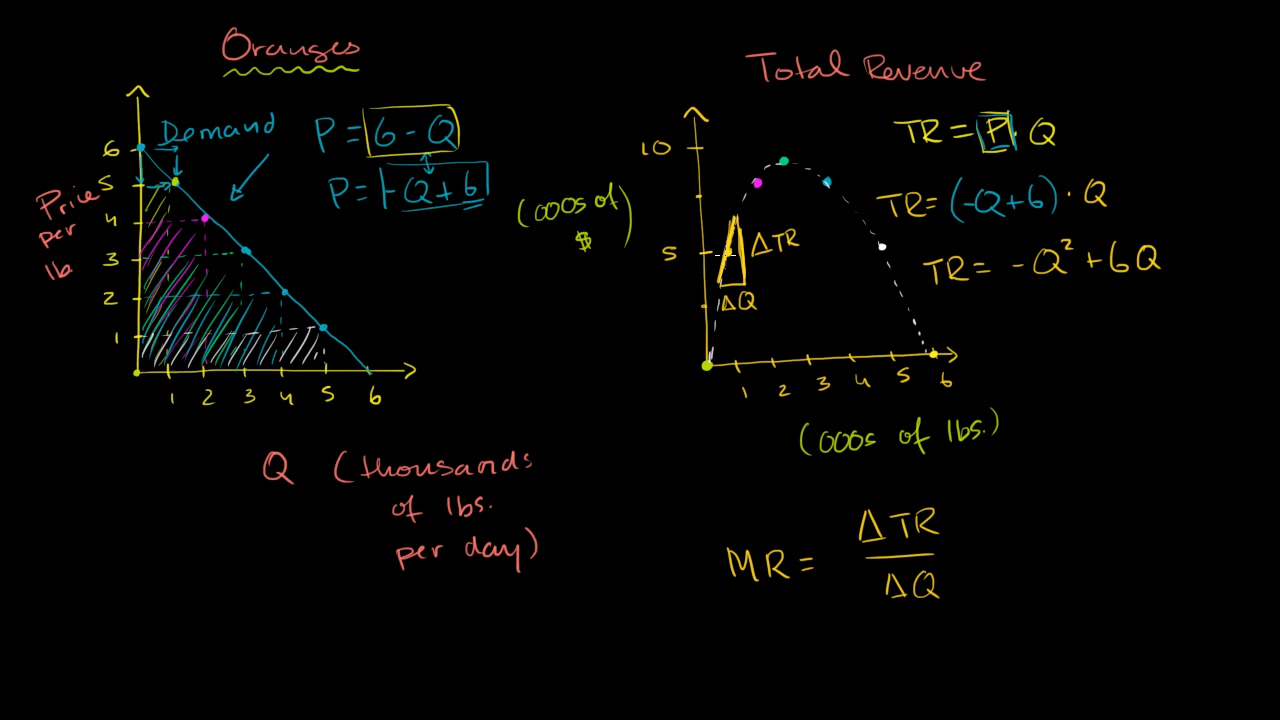 Oranges
Demand
P = 6 - Q
P = -Q + 6
Price
per
lb
6
5
4
3
2
1
1 2 3 4 5 6
Q (thousands
of lbs.
per day)
Total Revenue
TR = P · Q
TR = (-Q+6) · Q
TR = -Q² + 6Q
(000s of
$)
10
5
ΔTR
ΔQ
1 2 3 4 5 6
(000s of lbs.)
MR = ΔTR
ΔQ